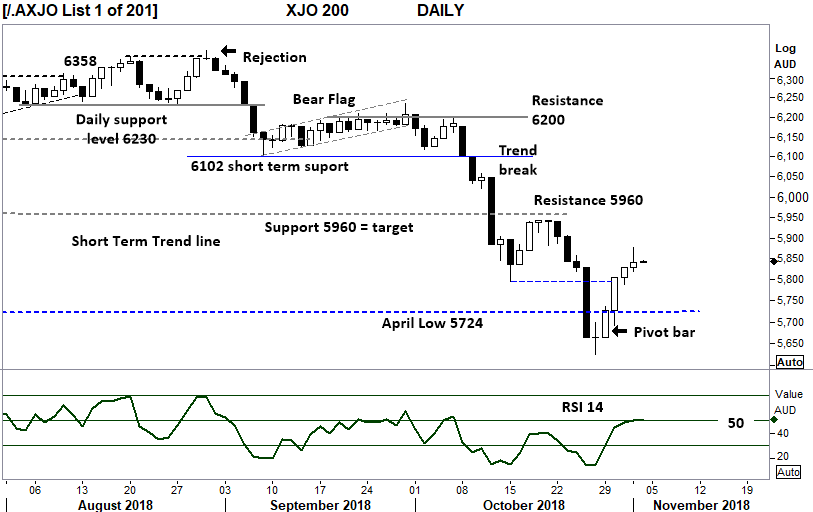 [/.AXJO List 1 of 201] XJO 200 DAILY
Log
AUD
6358
Rejection
Bear Flag
Resistance
6200
Daily support
level 6230
6102 short term suport
Trend
break
Resistance 5960
Support 5960 = target
Short Term Trend line
April Low 5724
Pivot bar
6,300
6,250
6,200
6,150
6,100
6,050
6,000
5,950
5,900
5,850
5,800
5,750
5,700
5,650
Auto
RSI 14
50
Value
AUD
40
20
Auto
06 13 20 27 03 10 17 24 01 08 15 22 29 05 12 19
August 2018 September 2018 October 2018 November 2018